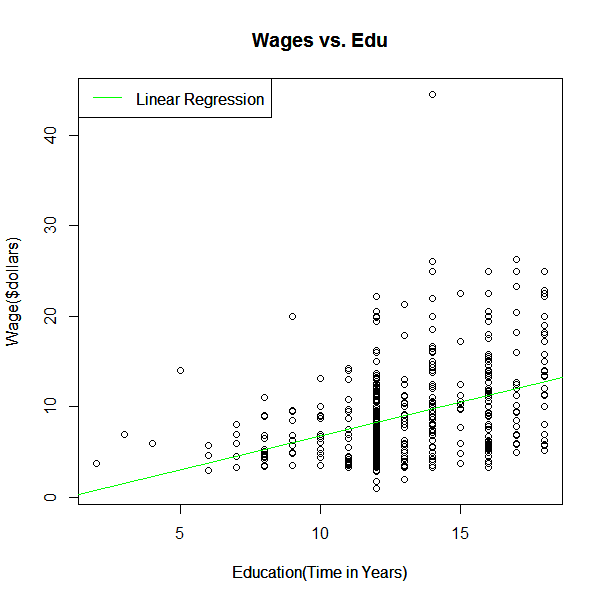 Wages vs. Edu
Linear Regression
Wage($dollars)
40
30
20
10
0
5 10 15
Education(Time in Years)